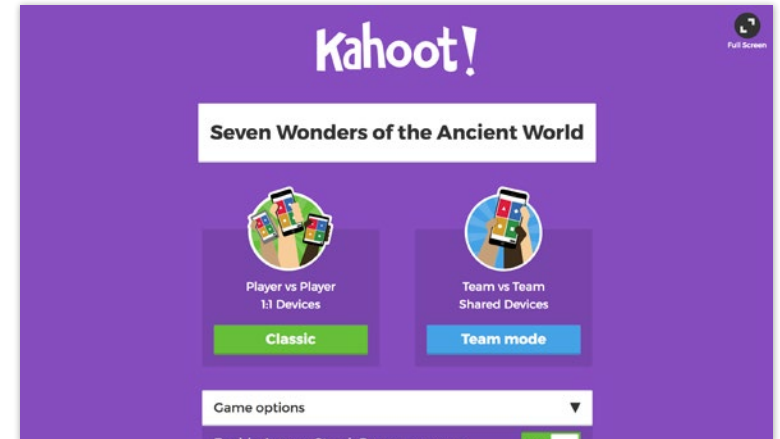 Kahoot!
Full Screen
Seven Wonders of the Ancient World
Player vs Player
1:1 Devices
Classic
Team vs Team
Shared Devices
Team mode
Game options
▼